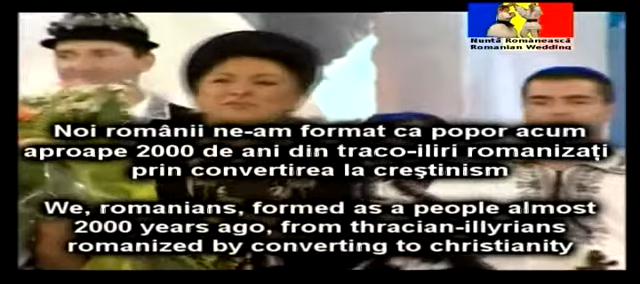 Nuntă Românească
Romanian Wedding
Noi românii ne-am format ca popor acum
aproape 2000 de ani din traco-iliri romanizaţi
prin convertirea la creştinism
We, romanians, formed as a people almost
2000 years ago, from thracian-illyrians
romanized by converting to christianity